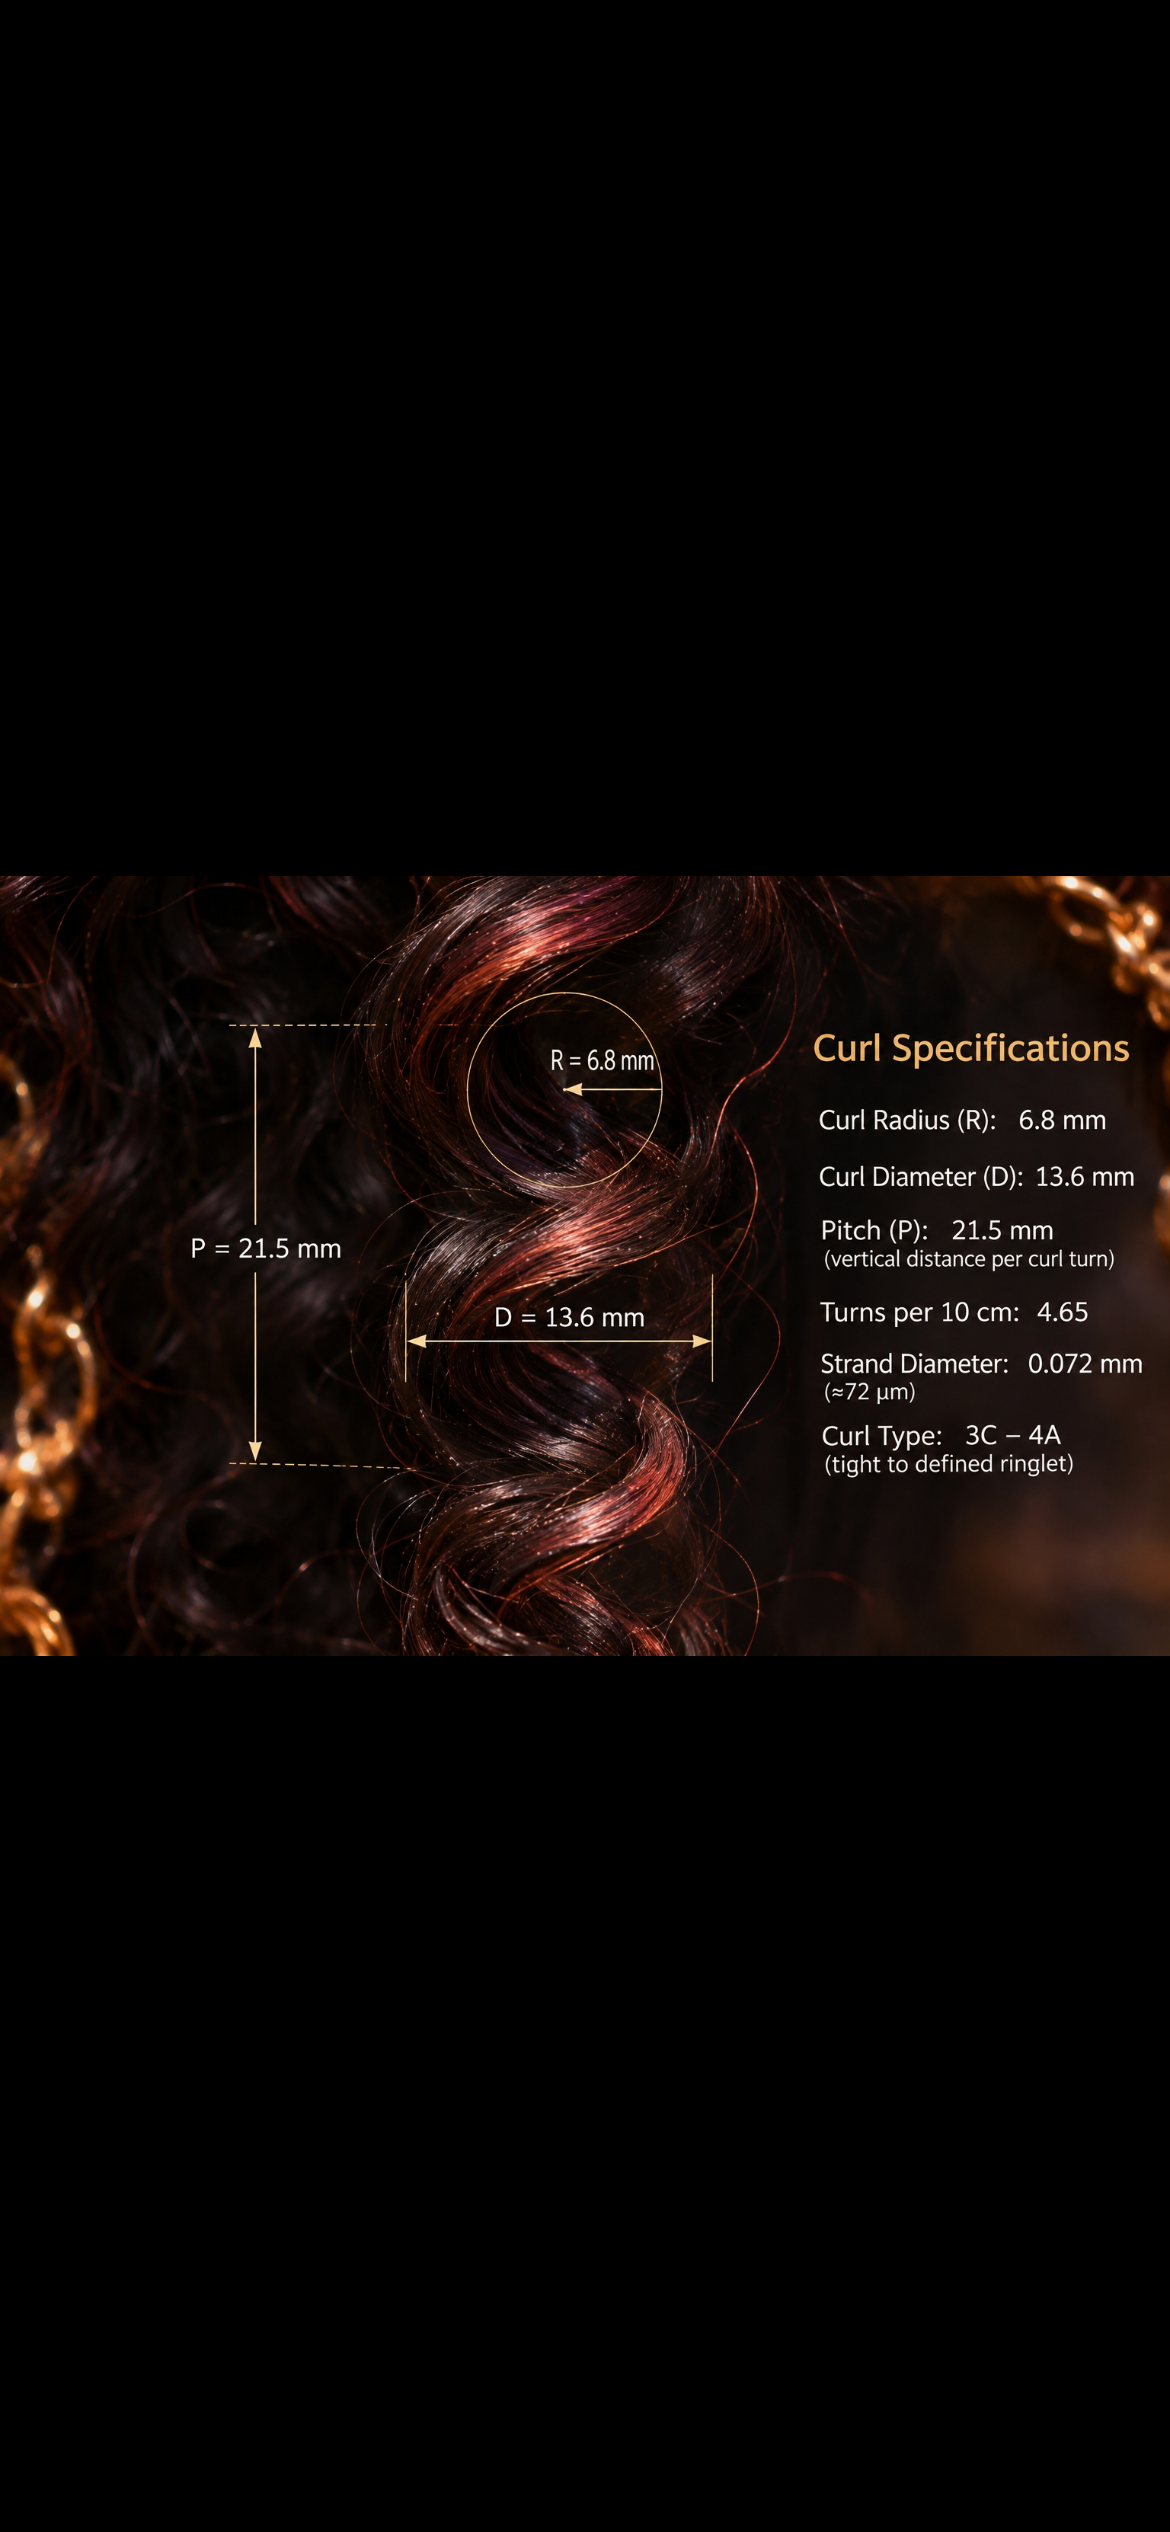 R = 6.8 mm
P = 21.5 mm
D = 13.6 mm
Curl Specifications
Curl Radius (R): 6.8 mm
Curl Diameter (D): 13.6 mm
Pitch (P): 21.5 mm
(vertical distance per curl turn)
Turns per 10 cm: 4.65
Strand Diameter: 0.072 mm
(≈72 μm)
Curl Type: 3C – 4A
(tight to defined ringlet)